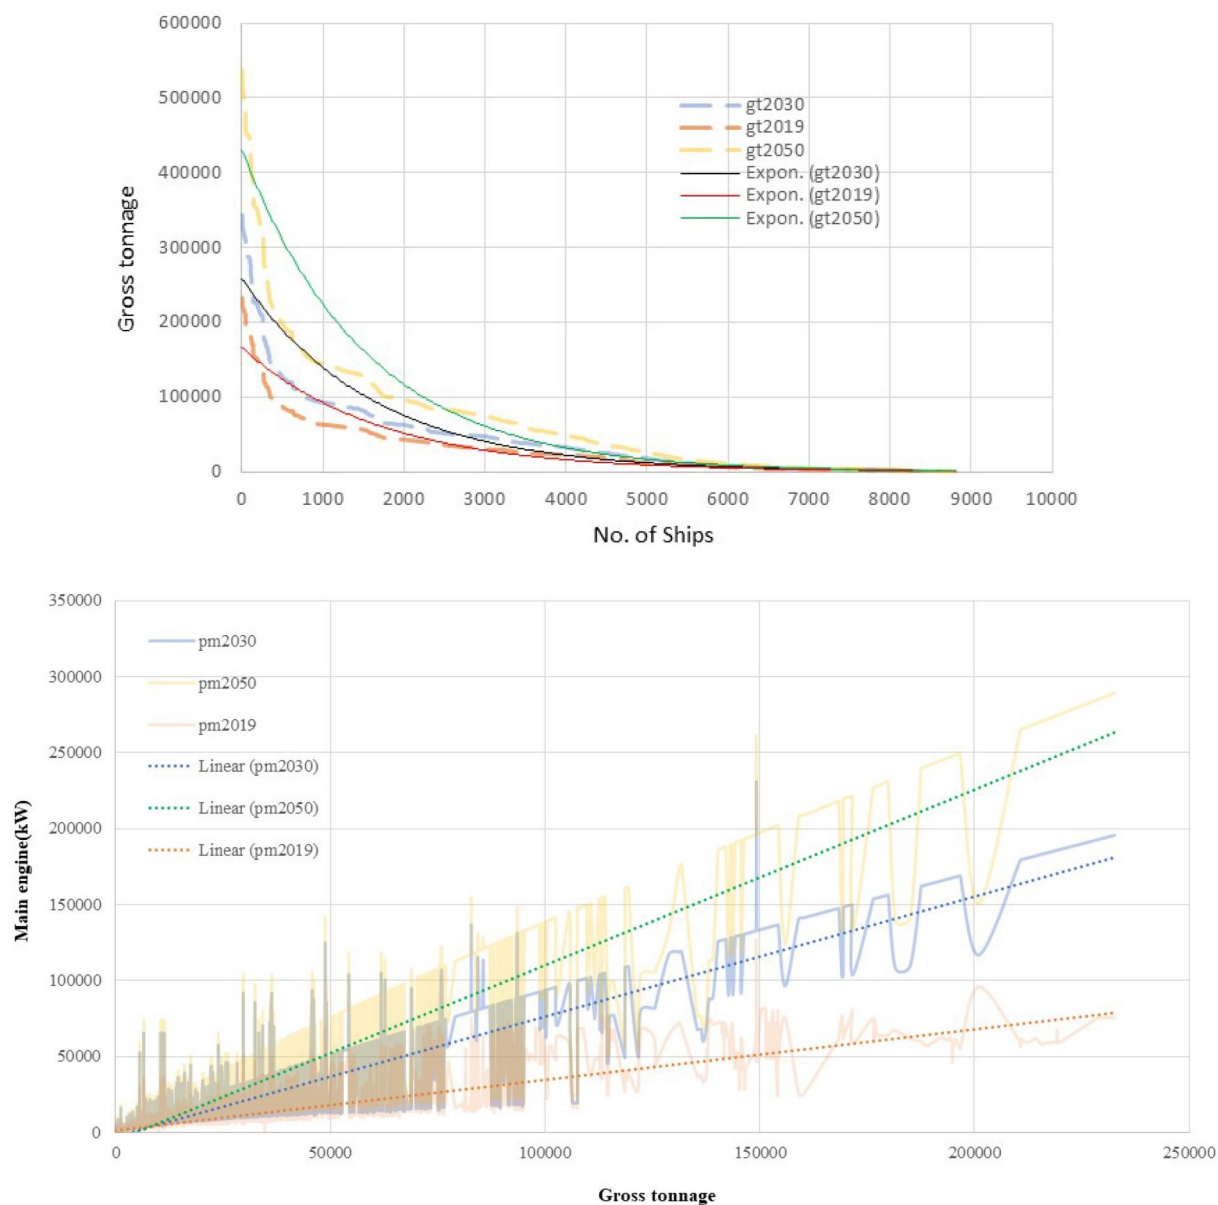 600000
500000
400000
300000
200000
100000
0
Gross tonnage
gt2030
gt2019
gt2050
Expon. (gt2030)
Expon. (gt2019)
Expon. (gt2050)
0 1000 2000 3000 4000 5000 6000 7000 8000 9000 10000
No. of Ships
350000
300000
250000
200000
150000
100000
50000
0
Main engine(kW)
pm2030
pm2050
pm2019
Linear (pm2030)
Linear (pm2050)
Linear (pm2019)
0 50000 100000 150000 200000 250000
Gross tonnage